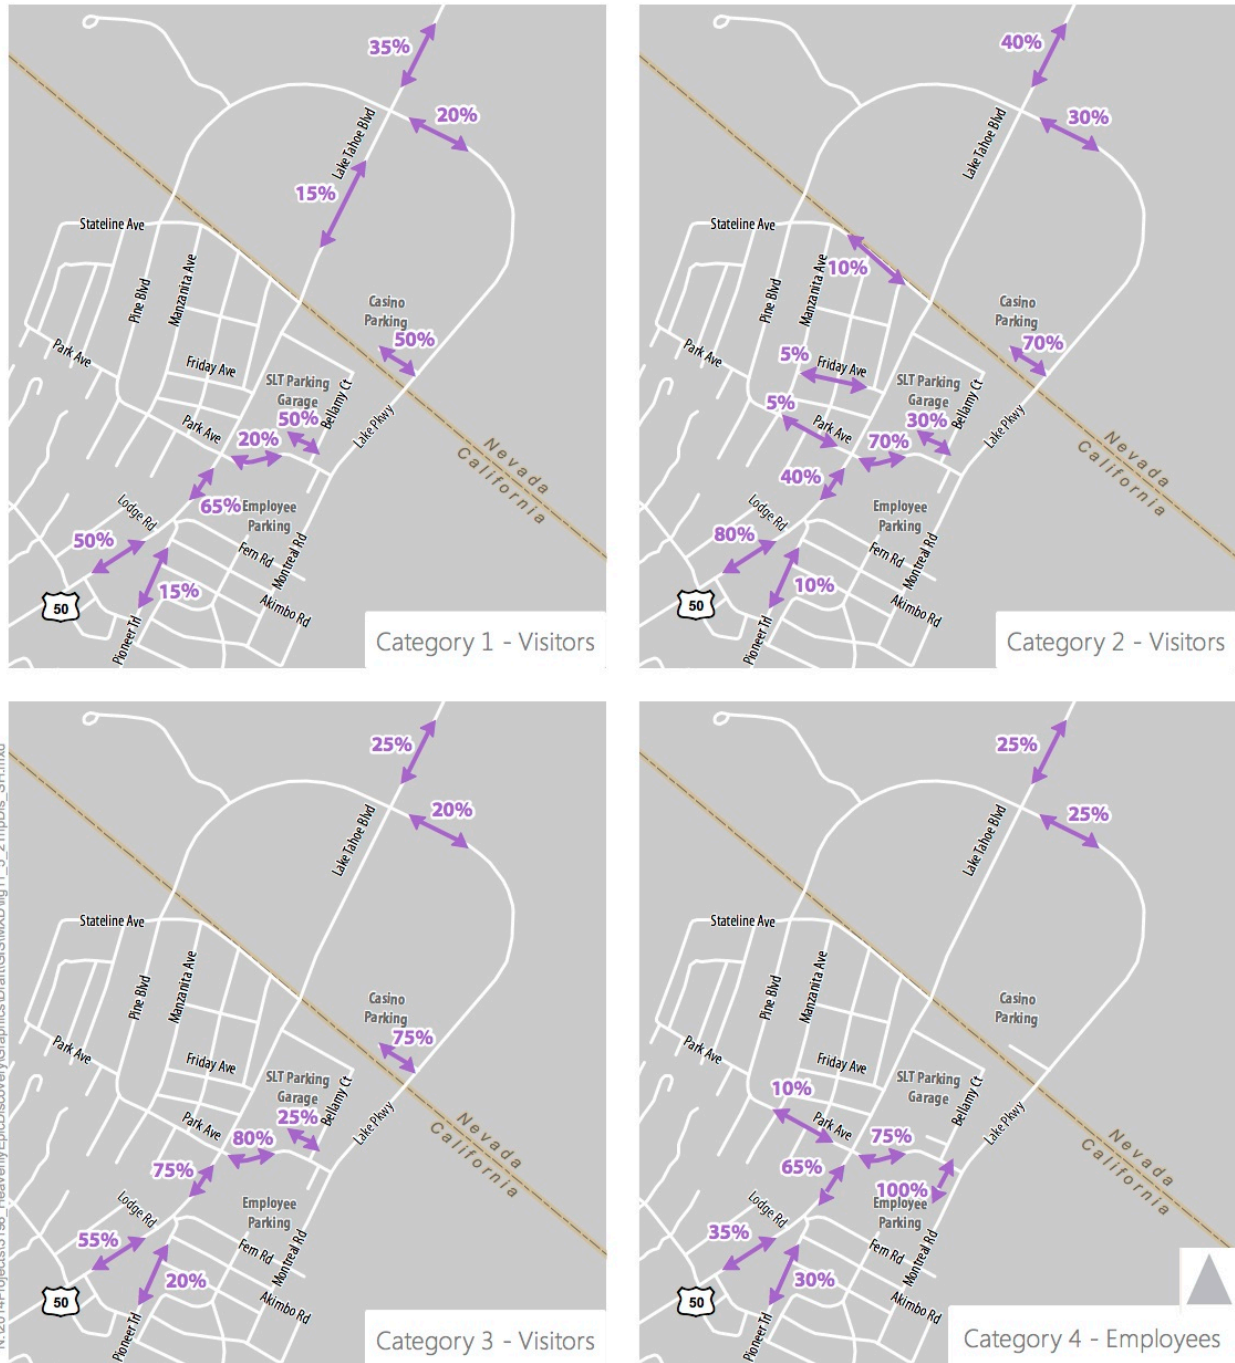 35%
20%
Lake Tahoe Blvd
15%
Stateline Ave
Pine Blvd
Manzanita Ave
Casino
Parking
50%
Park Ave
Friday Ave
SLT Parking
Garage
50%
Bellamy Ct
Lake Pkwy
Park Ave
20%
Nevada
California
65%
Employee
Parking
Lodge Rd
50%
Fern Rd
Montreal Rd
15%
Akimbo Rd
50
Pioneer Trl
Category 1 - Visitors
40%
30%
Lake Tahoe Blvd
Stateline Ave
10%
Pine Blvd
Manzanita Ave
Casino
Parking
70%
Park Ave
5%
Friday Ave
SLT Parking
Garage
5%
30%
Bellamy Ct
Lake Pkwy
Park Ave
70%
Nevada
California
40%
Employee
Parking
Lodge Rd
80%
Fern Rd
Montreal Rd
10%
Akimbo Rd
50
Pioneer Trl
Category 2 - Visitors
25%
20%
Lake Tahoe Blvd
Stateline Ave
Pine Blvd
Manzanita Ave
Casino
Parking
75%
Park Ave
Friday Ave
SLT Parking
Garage
25%
Bellamy Ct
Lake Pkwy
Park Ave
80%
Nevada
California
75%
Employee
Parking
Lodge Rd
55%
Fern Rd
Montreal Rd
20%
Akimbo Rd
50
Pioneer Trl
Category 3 - Visitors
25%
25%
Lake Tahoe Blvd
Stateline Ave
Pine Blvd
Manzanita Ave
Casino
Parking
Park Ave
Friday Ave
SLT Parking
Garage
10%
Bellamy Ct
Lake Pkwy
Park Ave
75%
Nevada
California
65%
100%
Employee
Parking
Lodge Rd
35%
Fern Rd
Montreal Rd
30%
Akimbo Rd
50
Pioneer Trl
Category 4 - Employees